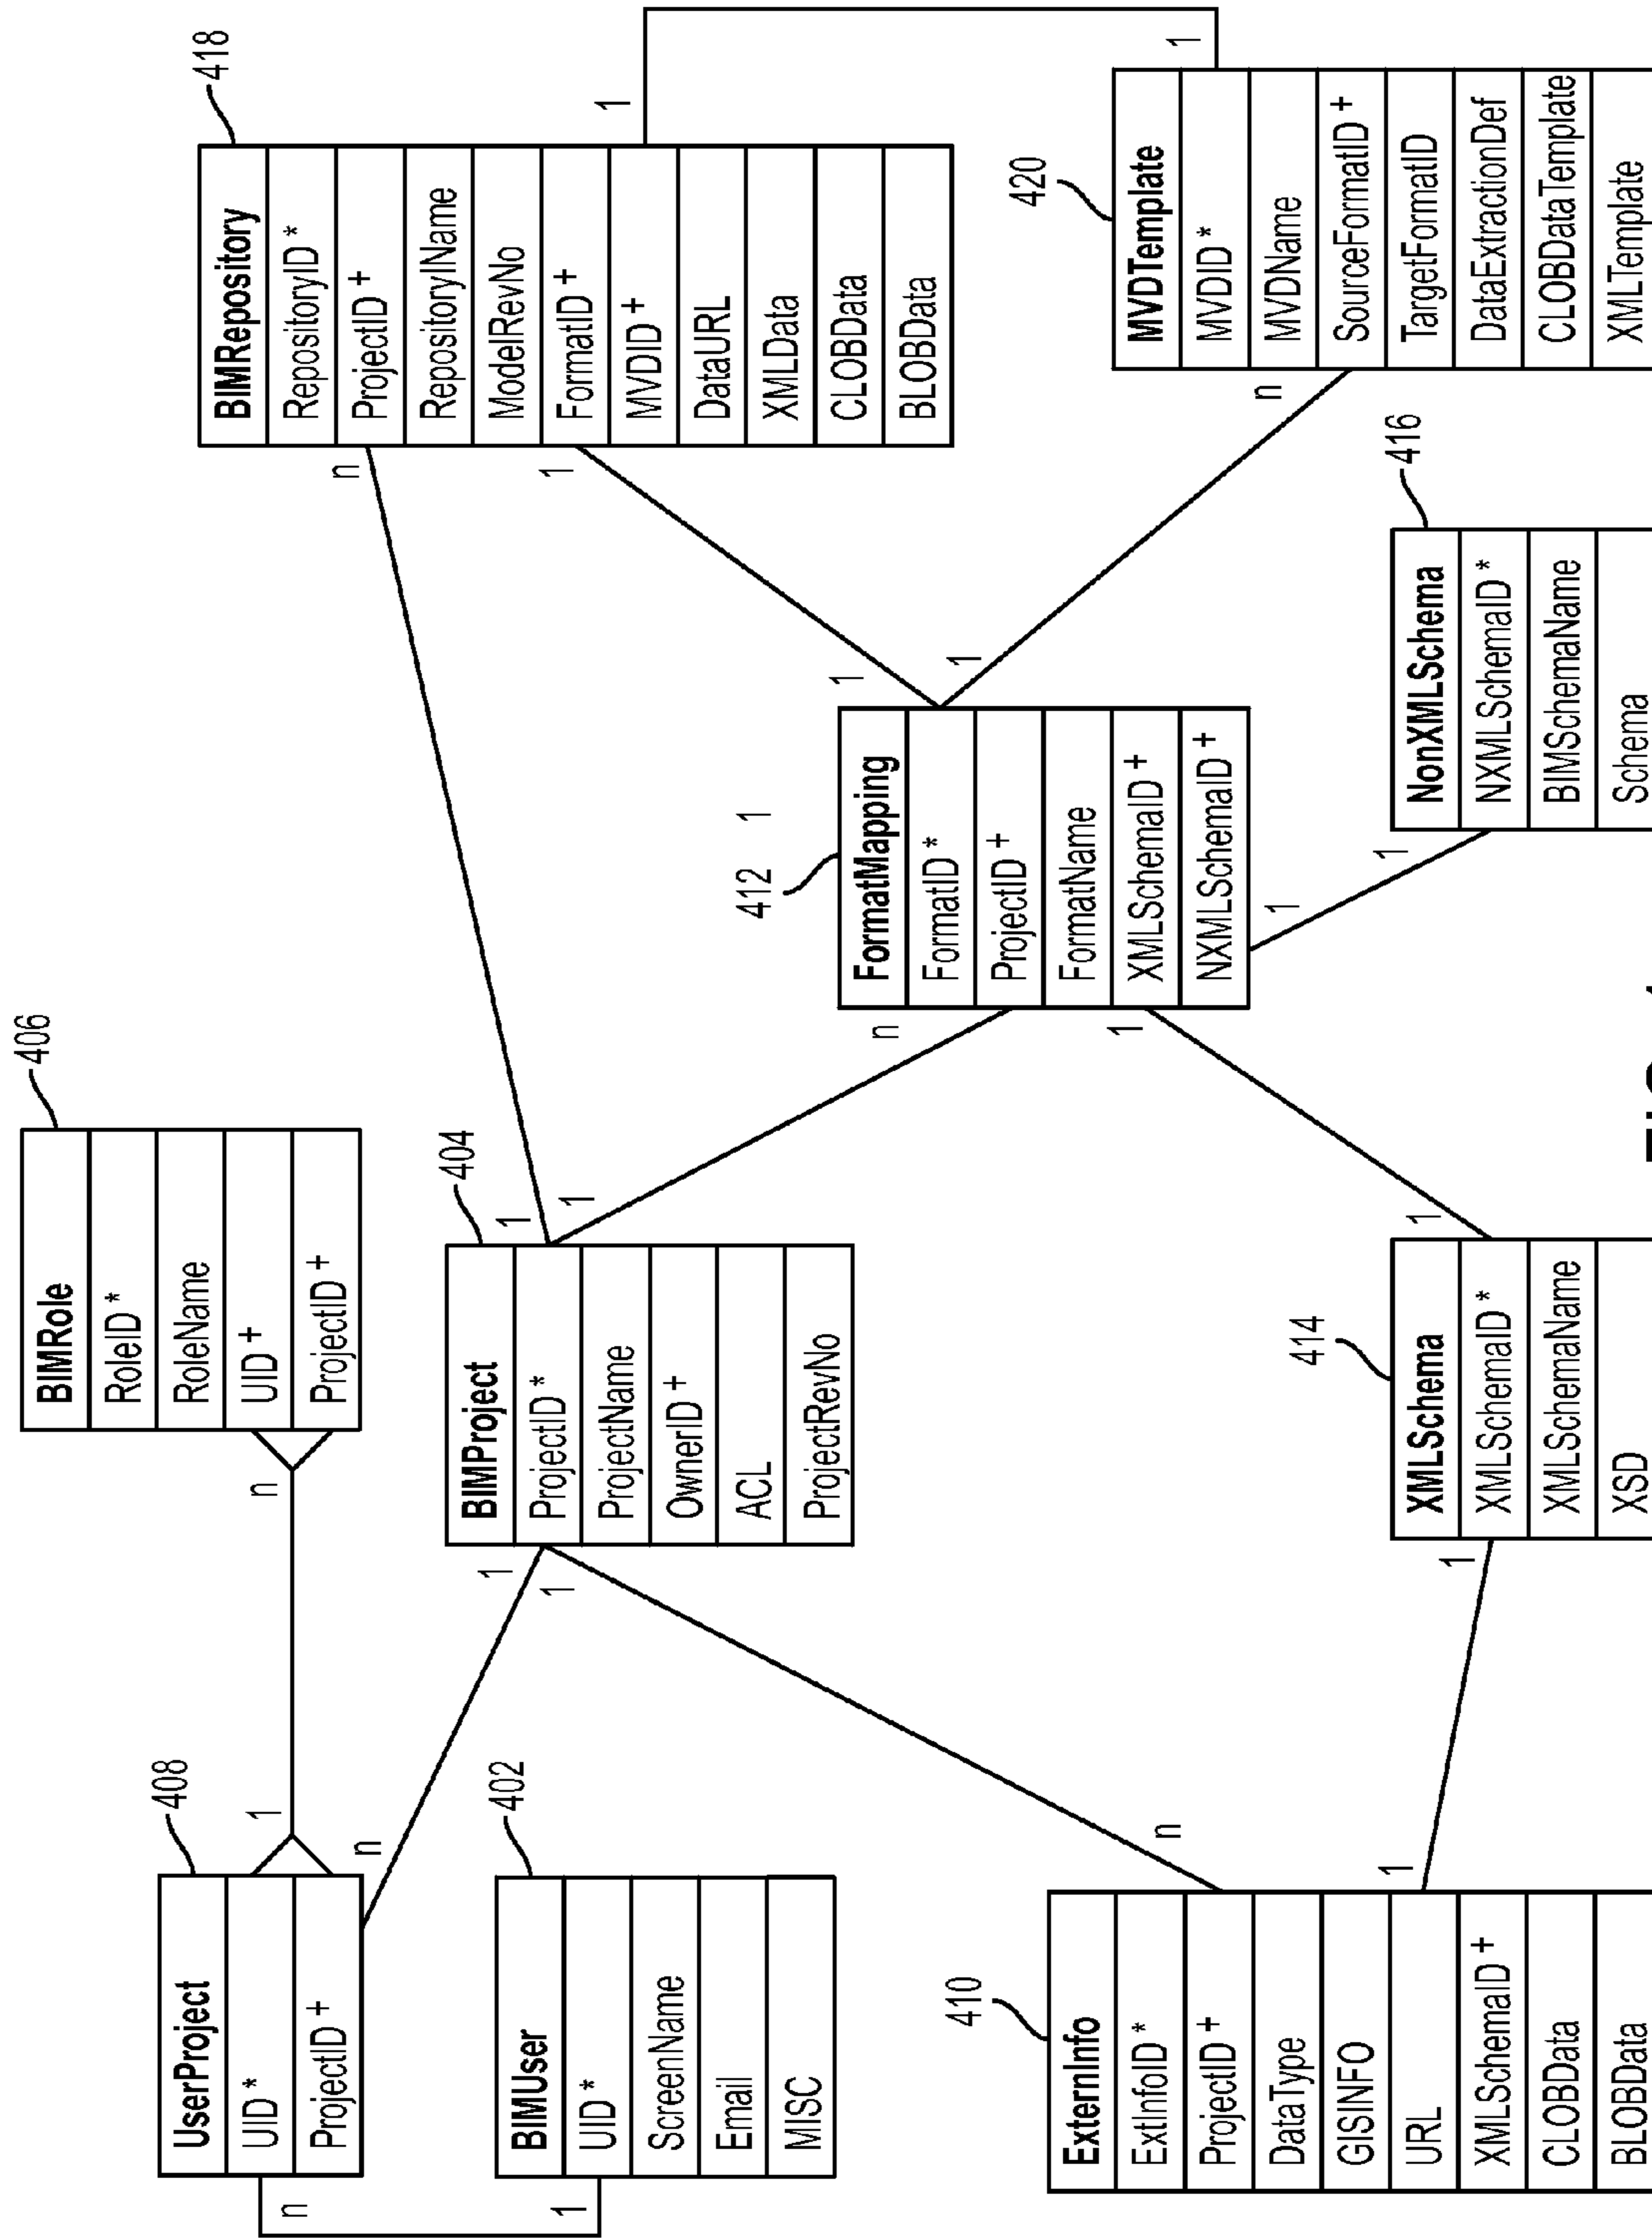 UserProject
UID *
ProjectID +
408
1
n
n
BIMUser
UID *
ScreenName
Email
MISC
402
1
ExternInfo
ExtInfoID *
ProjectID +
DataType
GISINFO
URL
XMLSchemaID +
CLOBData
BLOBData
410
n
1
BIMRole
RoleID *
RoleName
UID +
ProjectID +
406
n
BIMProject
ProjectID *
ProjectName
OwnerID +
ACL
ProjectRevNo
404
1
1
1
1
XMLSchema
XMLSchemaID *
XMLSchemaName
XSD
414
1
1
FormatMapping
FormatID *
ProjectID +
FormatName
XMLSchemaID +
NXMLSchemaID +
412
1
n
1
1
1
1
NonXMLSchema
NXMLSchemaID *
BIMSchemaName
Schema
416
1
BIMRepository
RepositoryID *
ProjectID +
RepositoryIName
ModelRevNo
FormatID +
MVDID +
DataURL
XMLData
CLOBData
BLOBData
418
n
1
1
MVDTemplate
MVDID *
MVDName
SourceFormatID +
TargetFormatID
DataExtractionDef
CLOBDataTemplate
XMLTemplate
420
n
1